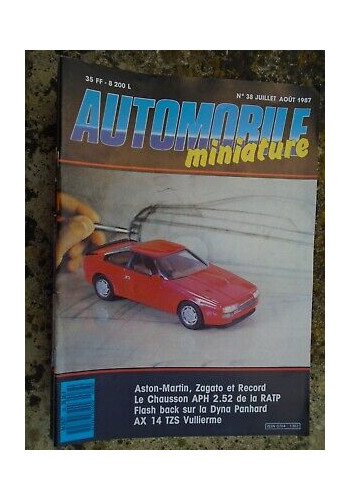 35 FF - 8 200 L
N° 38 JUILLET AOÛT 1987
AUTOMOBILE
miniature
Aston-Martin, Zagato et Record
Le Chausson APH 2.52 de la RATP
Flash back sur la Dyna Panhard
AX 14 TZS Vullierme